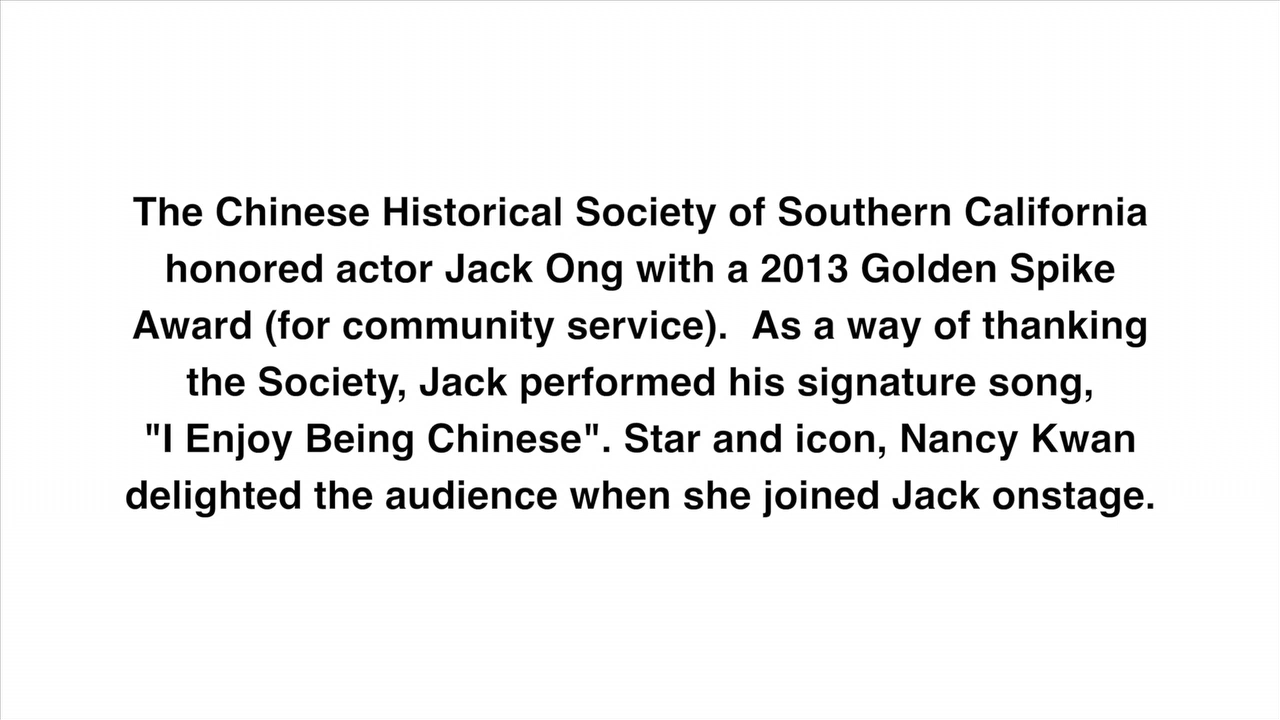 The Chinese Historical Society of Southern California
honored actor Jack Ong with a 2013 Golden Spike
Award (for community service).  As a way of thanking
the Society, Jack performed his signature song,
"I Enjoy Being Chinese". Star and icon, Nancy Kwan
delighted the audience when she joined Jack onstage.